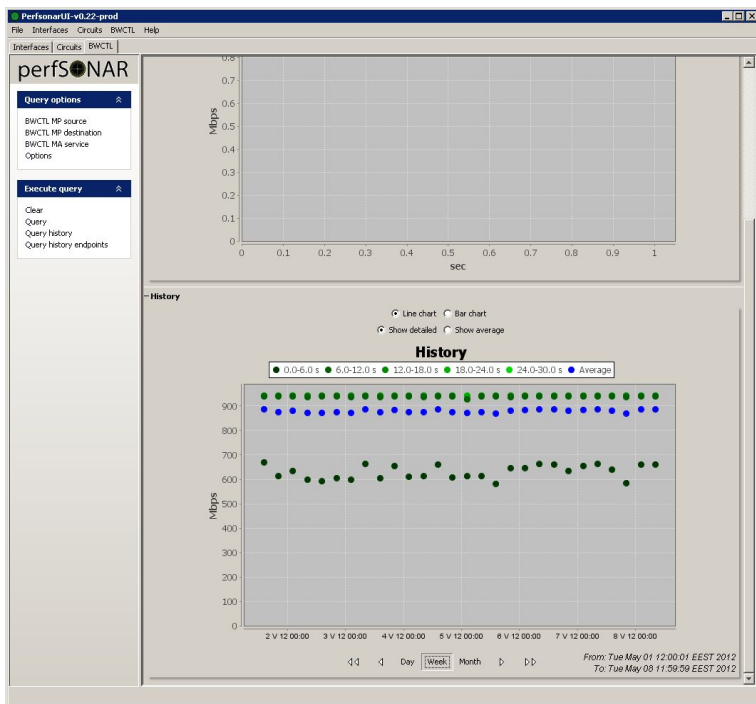 PerfsonarUI-v0.22-prod
File Interfaces Circuits BWCTL Help
Interfaces Circuits BWCTL
perfSONAR
Query options
BWCTL MP source
BWCTL MP destination
BWCTL MA service
Options
Execute query
Clear
Query
Query history
Query history endpoints
0.8
0.7
0.6
0.5
0.4
0.3
0.2
0.1
0
Mbps
0 0.1 0.2 0.3 0.4 0.5 0.6 0.7 0.8 0.9 1
sec
History
Line chart Bar chart
Show detailed Show average
History
0.0-6.0 s 6.0-12.0 s 12.0-18.0 s 18.0-24.0 s 24.0-30.0 s Average
900
800
700
600
500
400
300
200
100
0
Mbps
2 V 12 00:00 3 V 12 00:00 4 V 12 00:00 5 V 12 00:00 6 V 12 00:00 7 V 12 00:00 8 V 12 00:00
Day Week Month
From: Tue May 01 12:00:01 EEST 2012
To: Tue May 08 11:59:59 EEST 2012